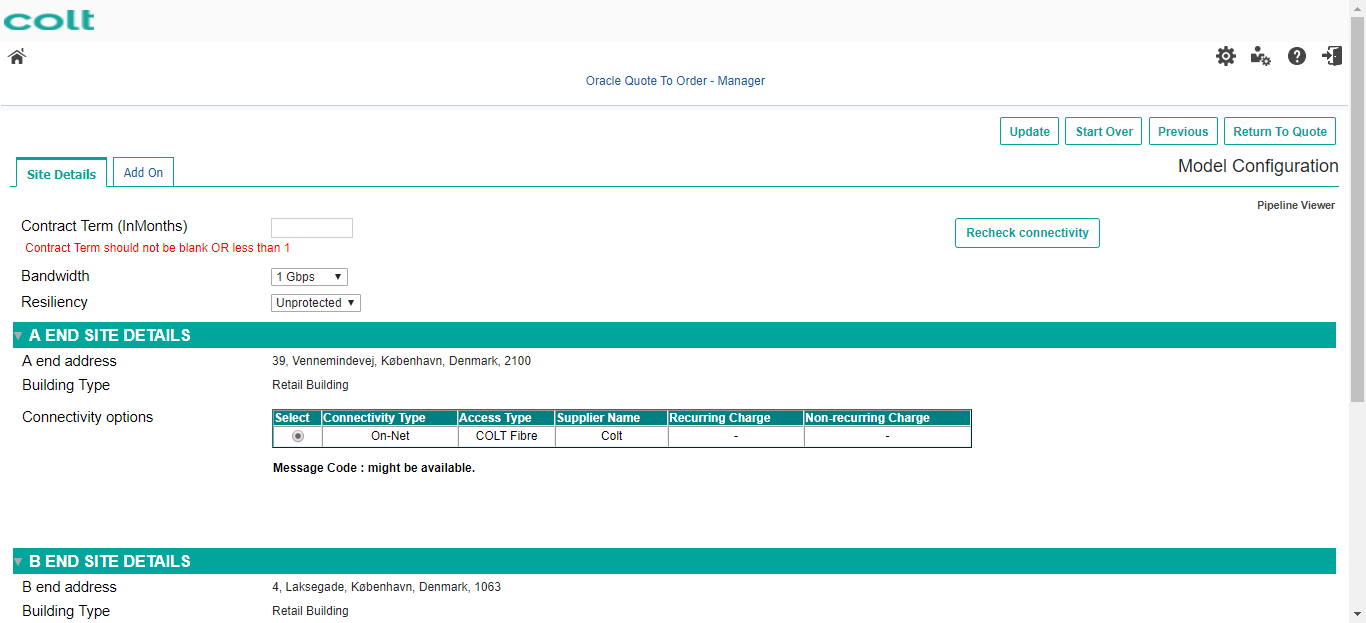 colt
Oracle Quote To Order - Manager
Update Start Over Previous Return To Quote
Site Details Add On Model Configuration
Pipeline Viewer
Contract Term (InMonths) Recheck connectivity
Contract Term should not be blank OR less than 1
Bandwidth 1 Gbps
Resiliency Unprotected
A END SITE DETAILS
A end address 39, Vennemindevej, København, Denmark, 2100
Building Type Retail Building
Connectivity options Select Connectivity Type Access Type Supplier Name Recurring Charge Non-recurring Charge
On-Net COLT Fibre Colt - -
Message Code : might be available.
B END SITE DETAILS
B end address 4, Laksegade, København, Denmark, 1063
Building Type Retail Building